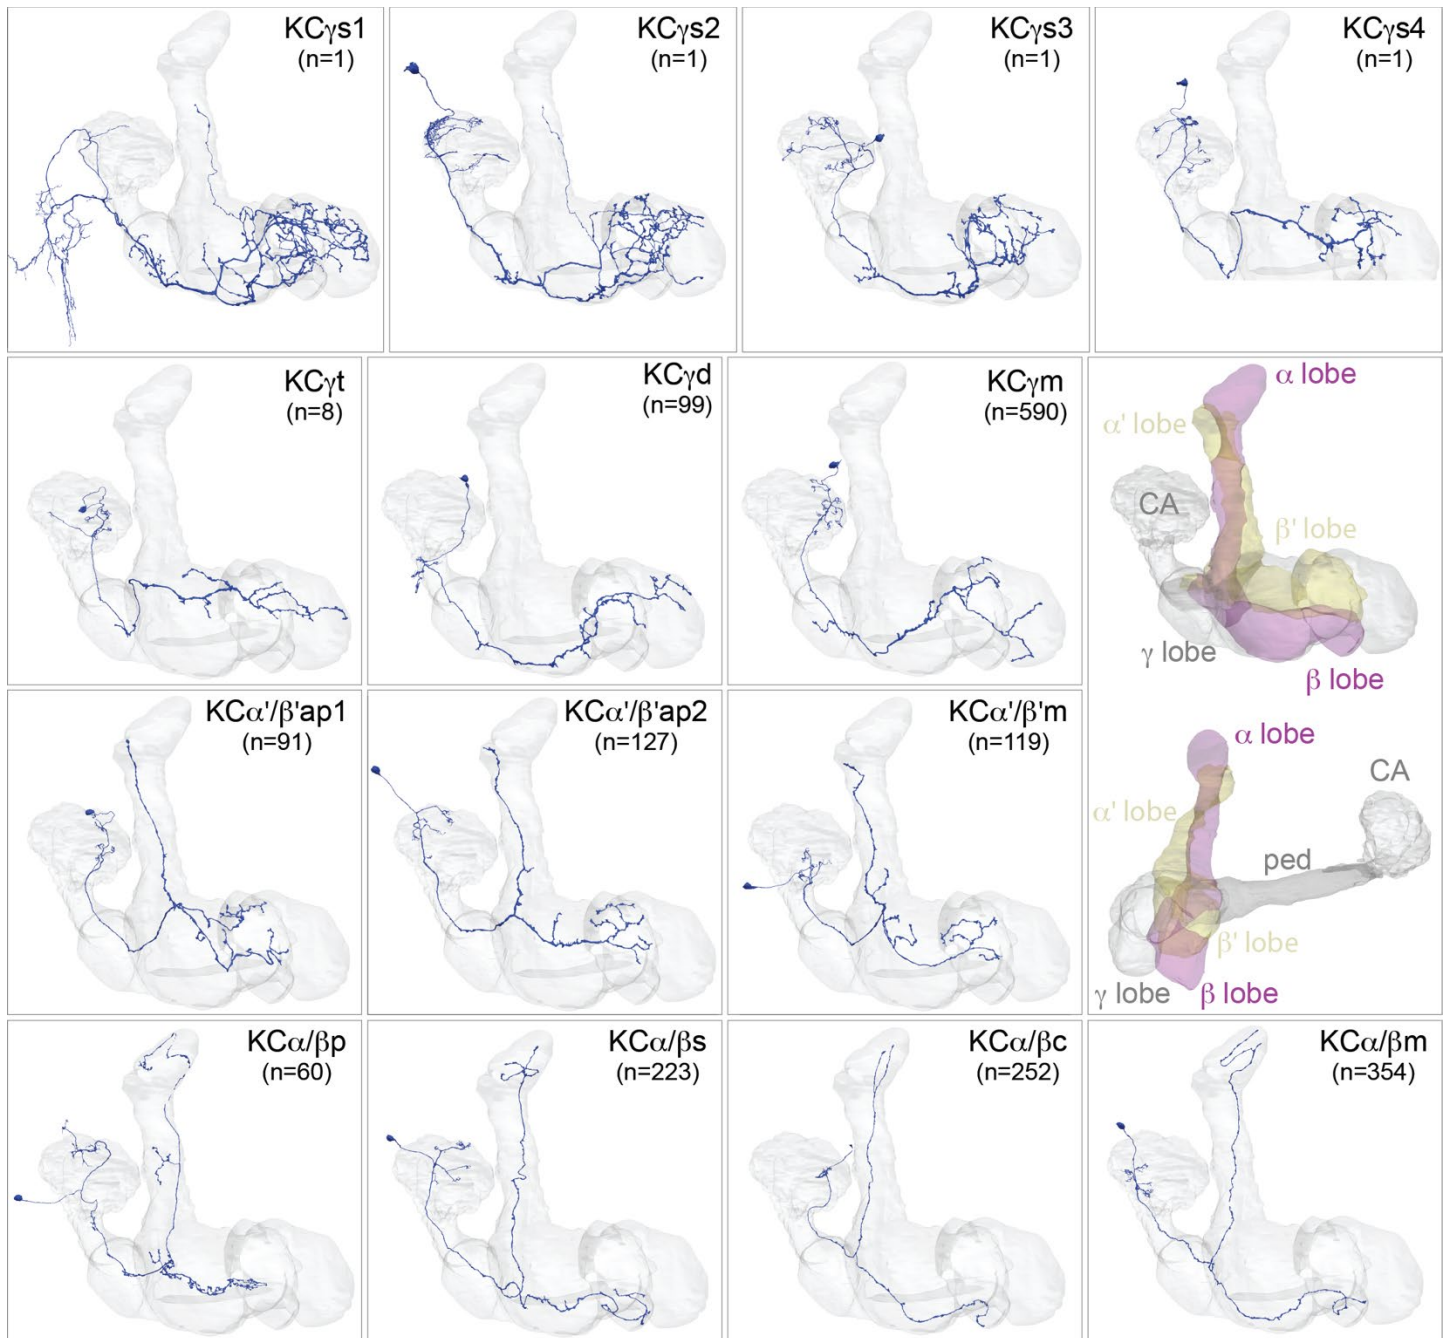 KCγs1
(n=1)
KCγs2
(n=1)
KCγs3
(n=1)
KCγs4
(n=1)
KCγt
(n=8)
KCγd
(n=99)
KCγm
(n=590)
α lobe
α' lobe
CA
β' lobe
γ lobe
β lobe
KCα'/β'ap1
(n=91)
KCα'/β'ap2
(n=127)
KCα'/β'm
(n=119)
α lobe
CA
α' lobe
ped
β' lobe
γ lobe
β lobe
KCα/βp
(n=60)
KCα/βs
(n=223)
KCα/βc
(n=252)
KCα/βm
(n=354)